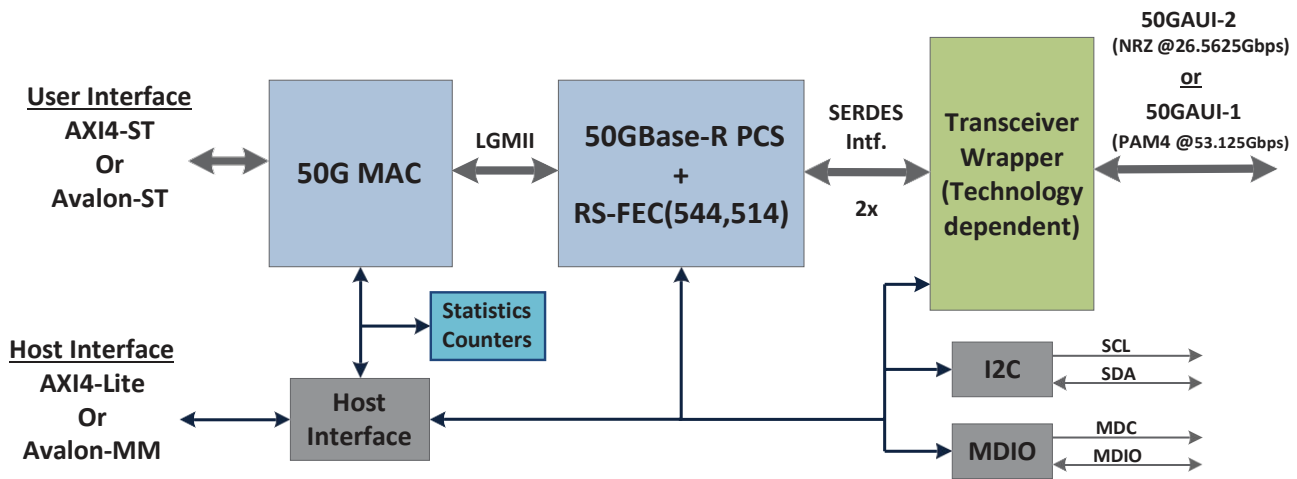 50GAUI-2
(NRZ @26.5625Gbps)
or
50GAUI-1
(PAM4 @53.125Gbps)
User Interface
AXI4-ST
Or
Avalon-ST
50G MAC
LGMII
50GBase-R PCS
+
RS-FEC(544,514)
SERDES
Intf.
2x
Transceiver
Wrapper
(Technology
dependent)
Statistics
Counters
Host Interface
AXI4-Lite
Or
Avalon-MM
Host
Interface
I2C
SCL
SDA
MDIO
MDC
MDIO